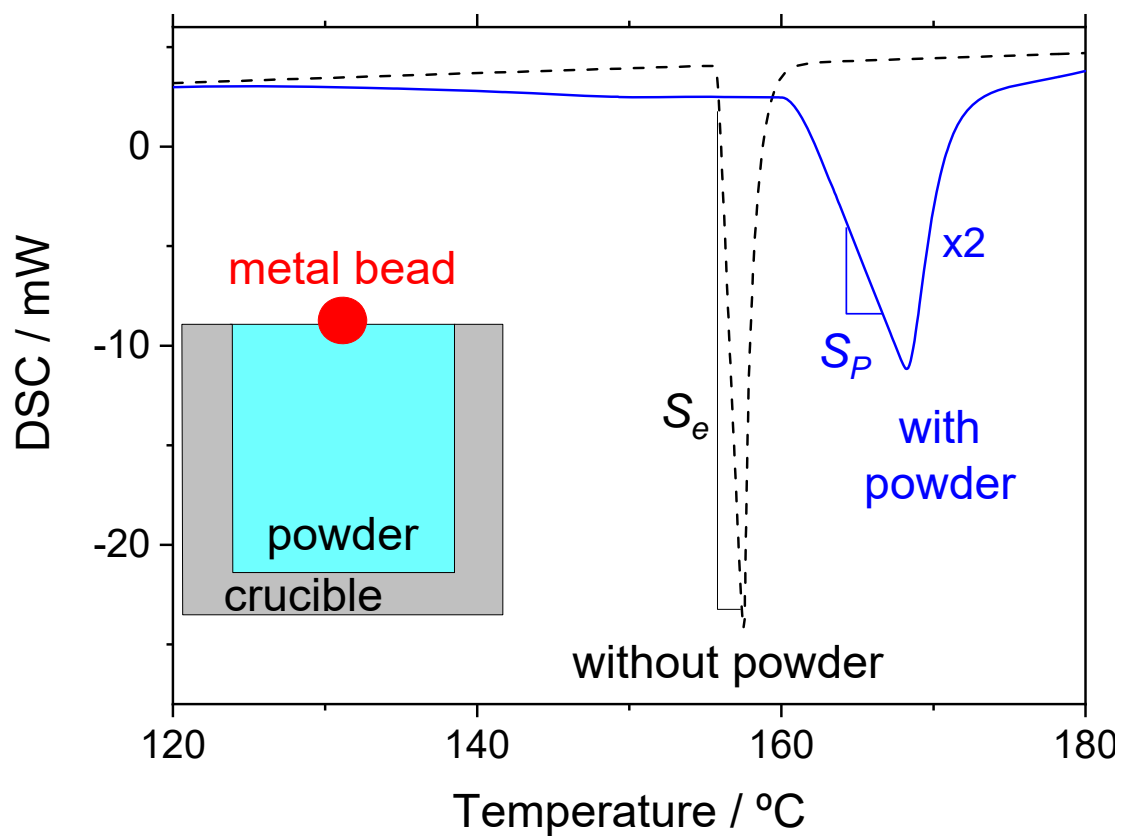 0
-10
-20
DSC / mW
metal bead
powder
crucible
Se
SP
x2
with
powder
without powder
120
140
160
180
Temperature / ºC